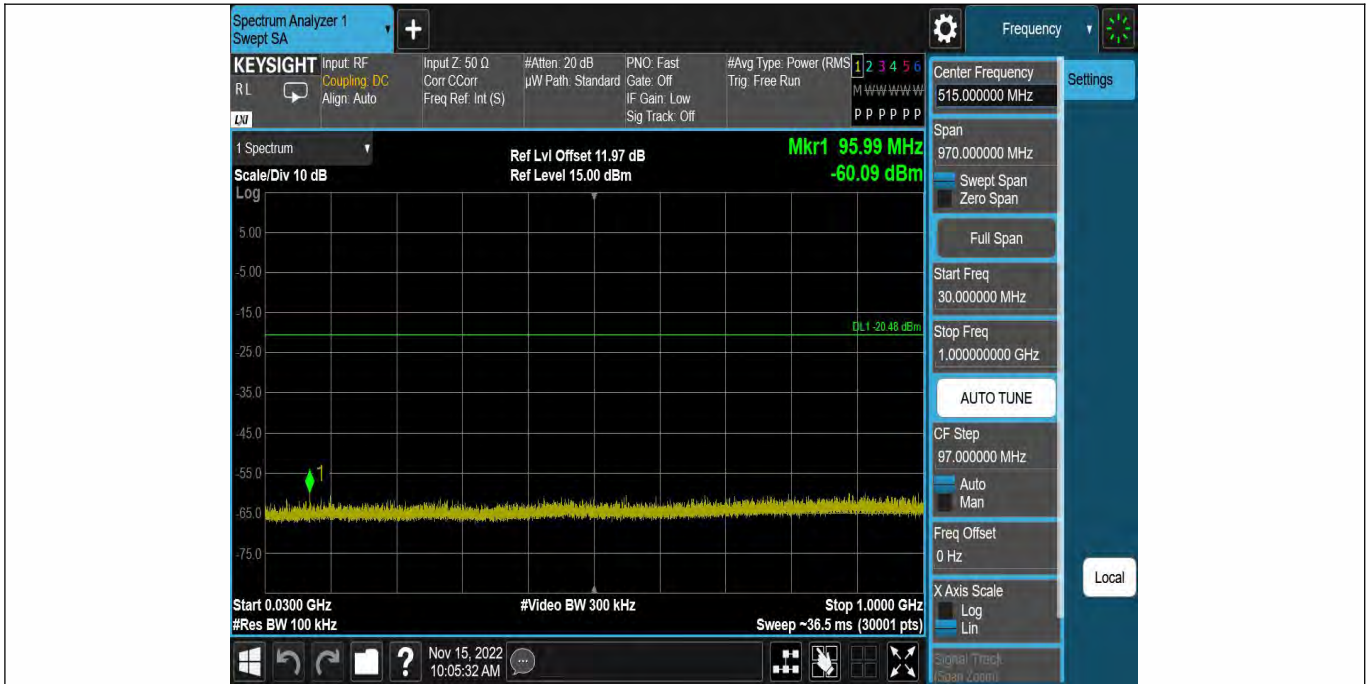 Spectrum Analyzer 1
Swept SA
+
Frequency
KEYSIGHT
RL
LXI
Input: RF
Coupling: DC
Align: Auto
Input Z: 50 Ω
Corr CCorr
Freq Ref: Int (S)
#Atten: 20 dB
µW Path: Standard
PNO: Fast
Gate: Off
IF Gain: Low
Sig Track: Off
#Avg Type: Power (RMS
Trig: Free Run
1 2 3 4 5 6
M W W W W W
P P P P P P
Center Frequency
515.000000 MHz
Settings
1 Spectrum
Scale/Div 10 dB
Ref Lvl Offset 11.97 dB
Ref Level 15.00 dBm
Mkr1 95.99 MHz
-60.09 dBm
Span
970.000000 MHz
Swept Span
Zero Span
Full Span
Start Freq
30.000000 MHz
Stop Freq
1.000000000 GHz
AUTO TUNE
CF Step
97.000000 MHz
Auto
Man
Freq Offset
0 Hz
X Axis Scale
Log
Lin
Signal Track
(Span Zoom)
Local
Log
5.00
-5.00
-15.0
DL1 -20.48 dBm
-25.0
-35.0
-45.0
-55.0
1
-65.0
-75.0
Start 0.0300 GHz
#Res BW 100 kHz
#Video BW 300 kHz
Stop 1.0000 GHz
Sweep ~36.5 ms (30001 pts)
?
Nov 15, 2022
10:05:32 AM